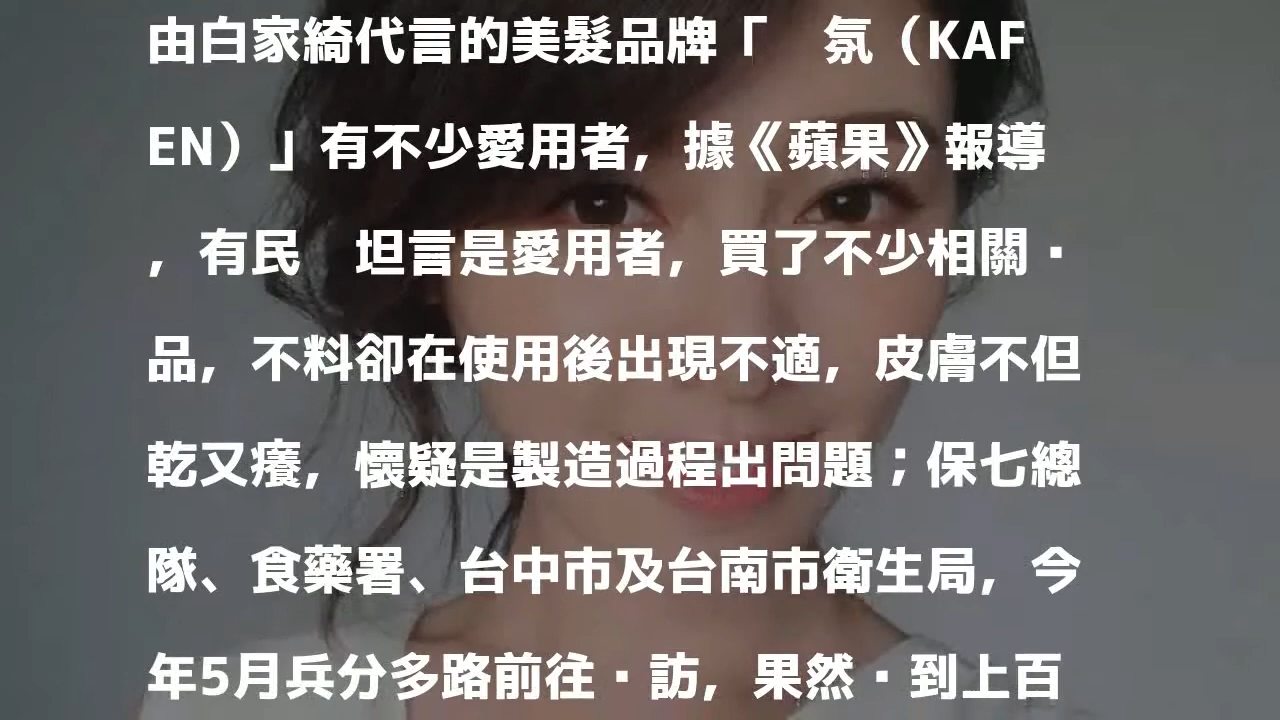 由白家綺代言的美髮品牌「　氛（KAF
EN）」有不少愛用者，據《蘋果》報導
，有民　坦言是愛用者，買了不少相關·
品，不料卻在使用後出現不適，皮膚不但
乾又癢，懷疑是製造過程出問題；保七總
隊、食藥署、台中市及台南市衛生局，今
年5月兵分多路前往·訪，果然·到上百